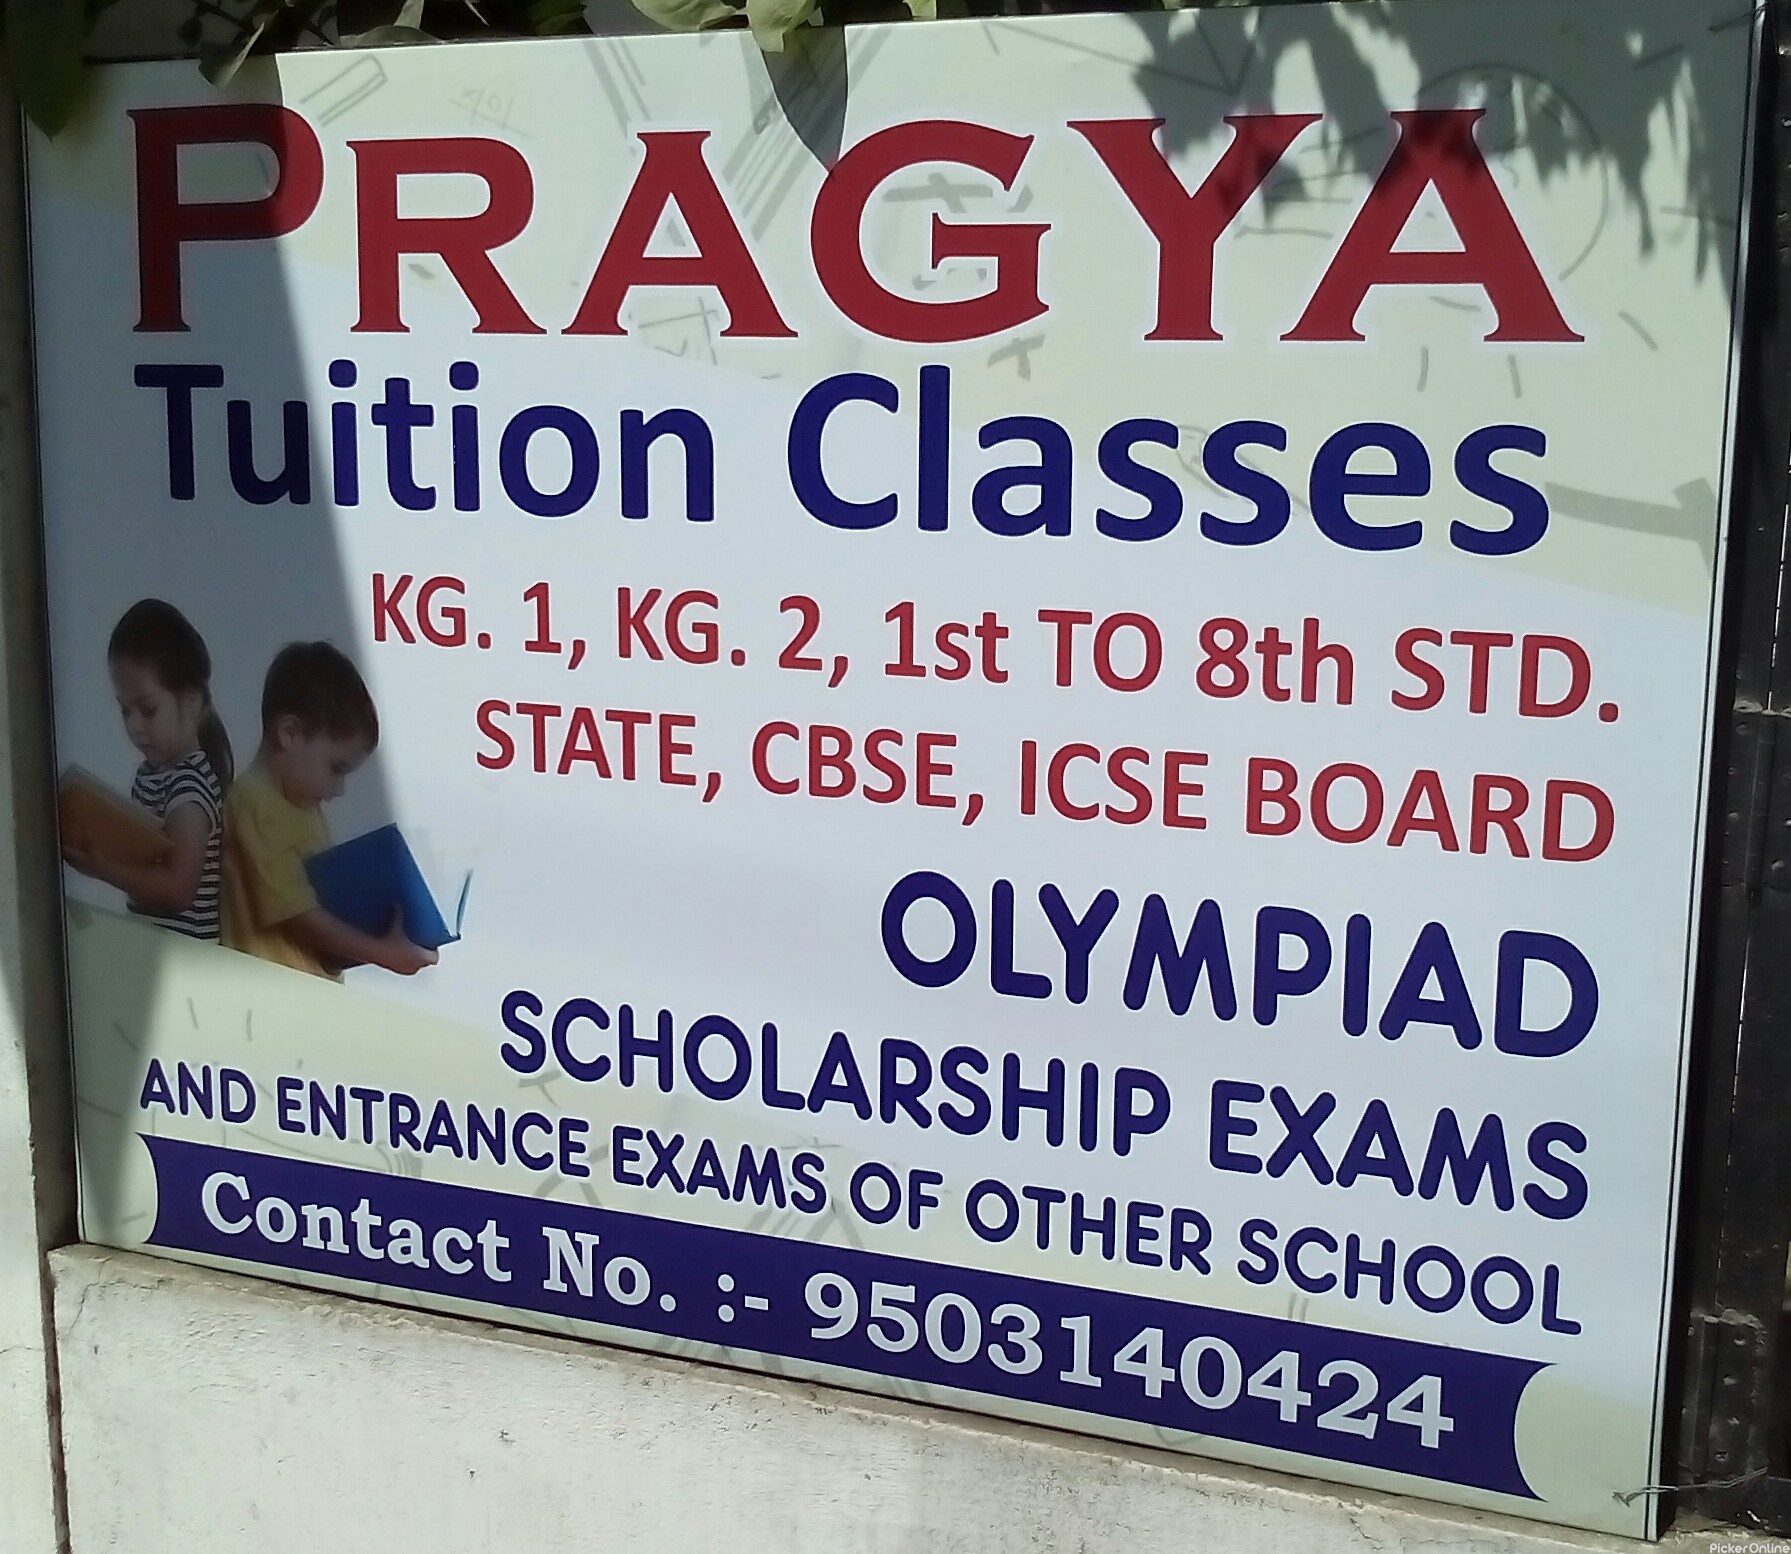 PRAGYA
Tuition Classes
KG. 1, KG. 2, 1st TO 8th STD.
STATE, CBSE, ICSE BOARD
OLYMPIAD
SCHOLARSHIP EXAMS
AND ENTRANCE EXAMS OF OTHER SCHOOL
Contact No. :- 9503140424
PickerOnline